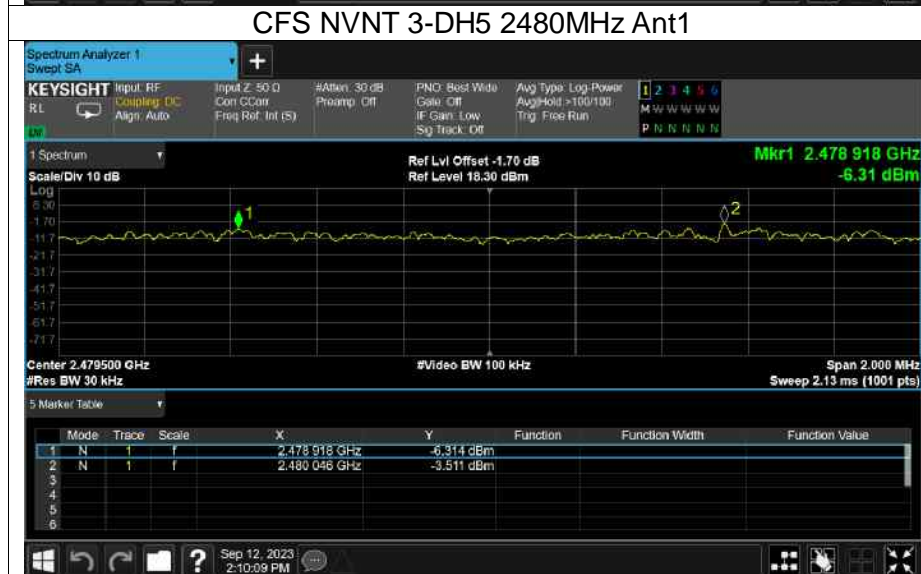 CFS NVNT 3-DH5 2480MHz Ant1
Spectrum Analyzer 1
Swept SA
+
KEYSIGHT Input: RF Input Z: 50 Ω #Atten: 30 dB PNO: Best Wide Avg Type: Log-Power 1 2 3 4 5 6
RL Coupling: DC Corr CCorr Preamp: Off Gate: Off Avg|Hold: >100/100 M W W W W W
Align: Auto Freq Ref: Int (S) IF Gain: Low Trig: Free Run
Sig Track: Off P N N N N N
1 Spectrum Ref Lvl Offset -1.70 dB Mkr1 2.478 918 GHz
Scale/Div 10 dB Ref Level 18.30 dBm -6.31 dBm
Log
8.30
-1.70
-11.7
-21.7
-31.7
-41.7
-51.7
-61.7
-71.7
1
2
Center 2.479500 GHz #Video BW 100 kHz Span 2.000 MHz
#Res BW 30 kHz Sweep 2.13 ms (1001 pts)
5 Marker Table
Mode Trace Scale X Y Function Function Width Function Value
1 N 1 f 2.478 918 GHz -6.314 dBm
2 N 1 f 2.480 046 GHz -3.511 dBm
3
4
5
6
? Sep 12, 2023
2:10:09 PM